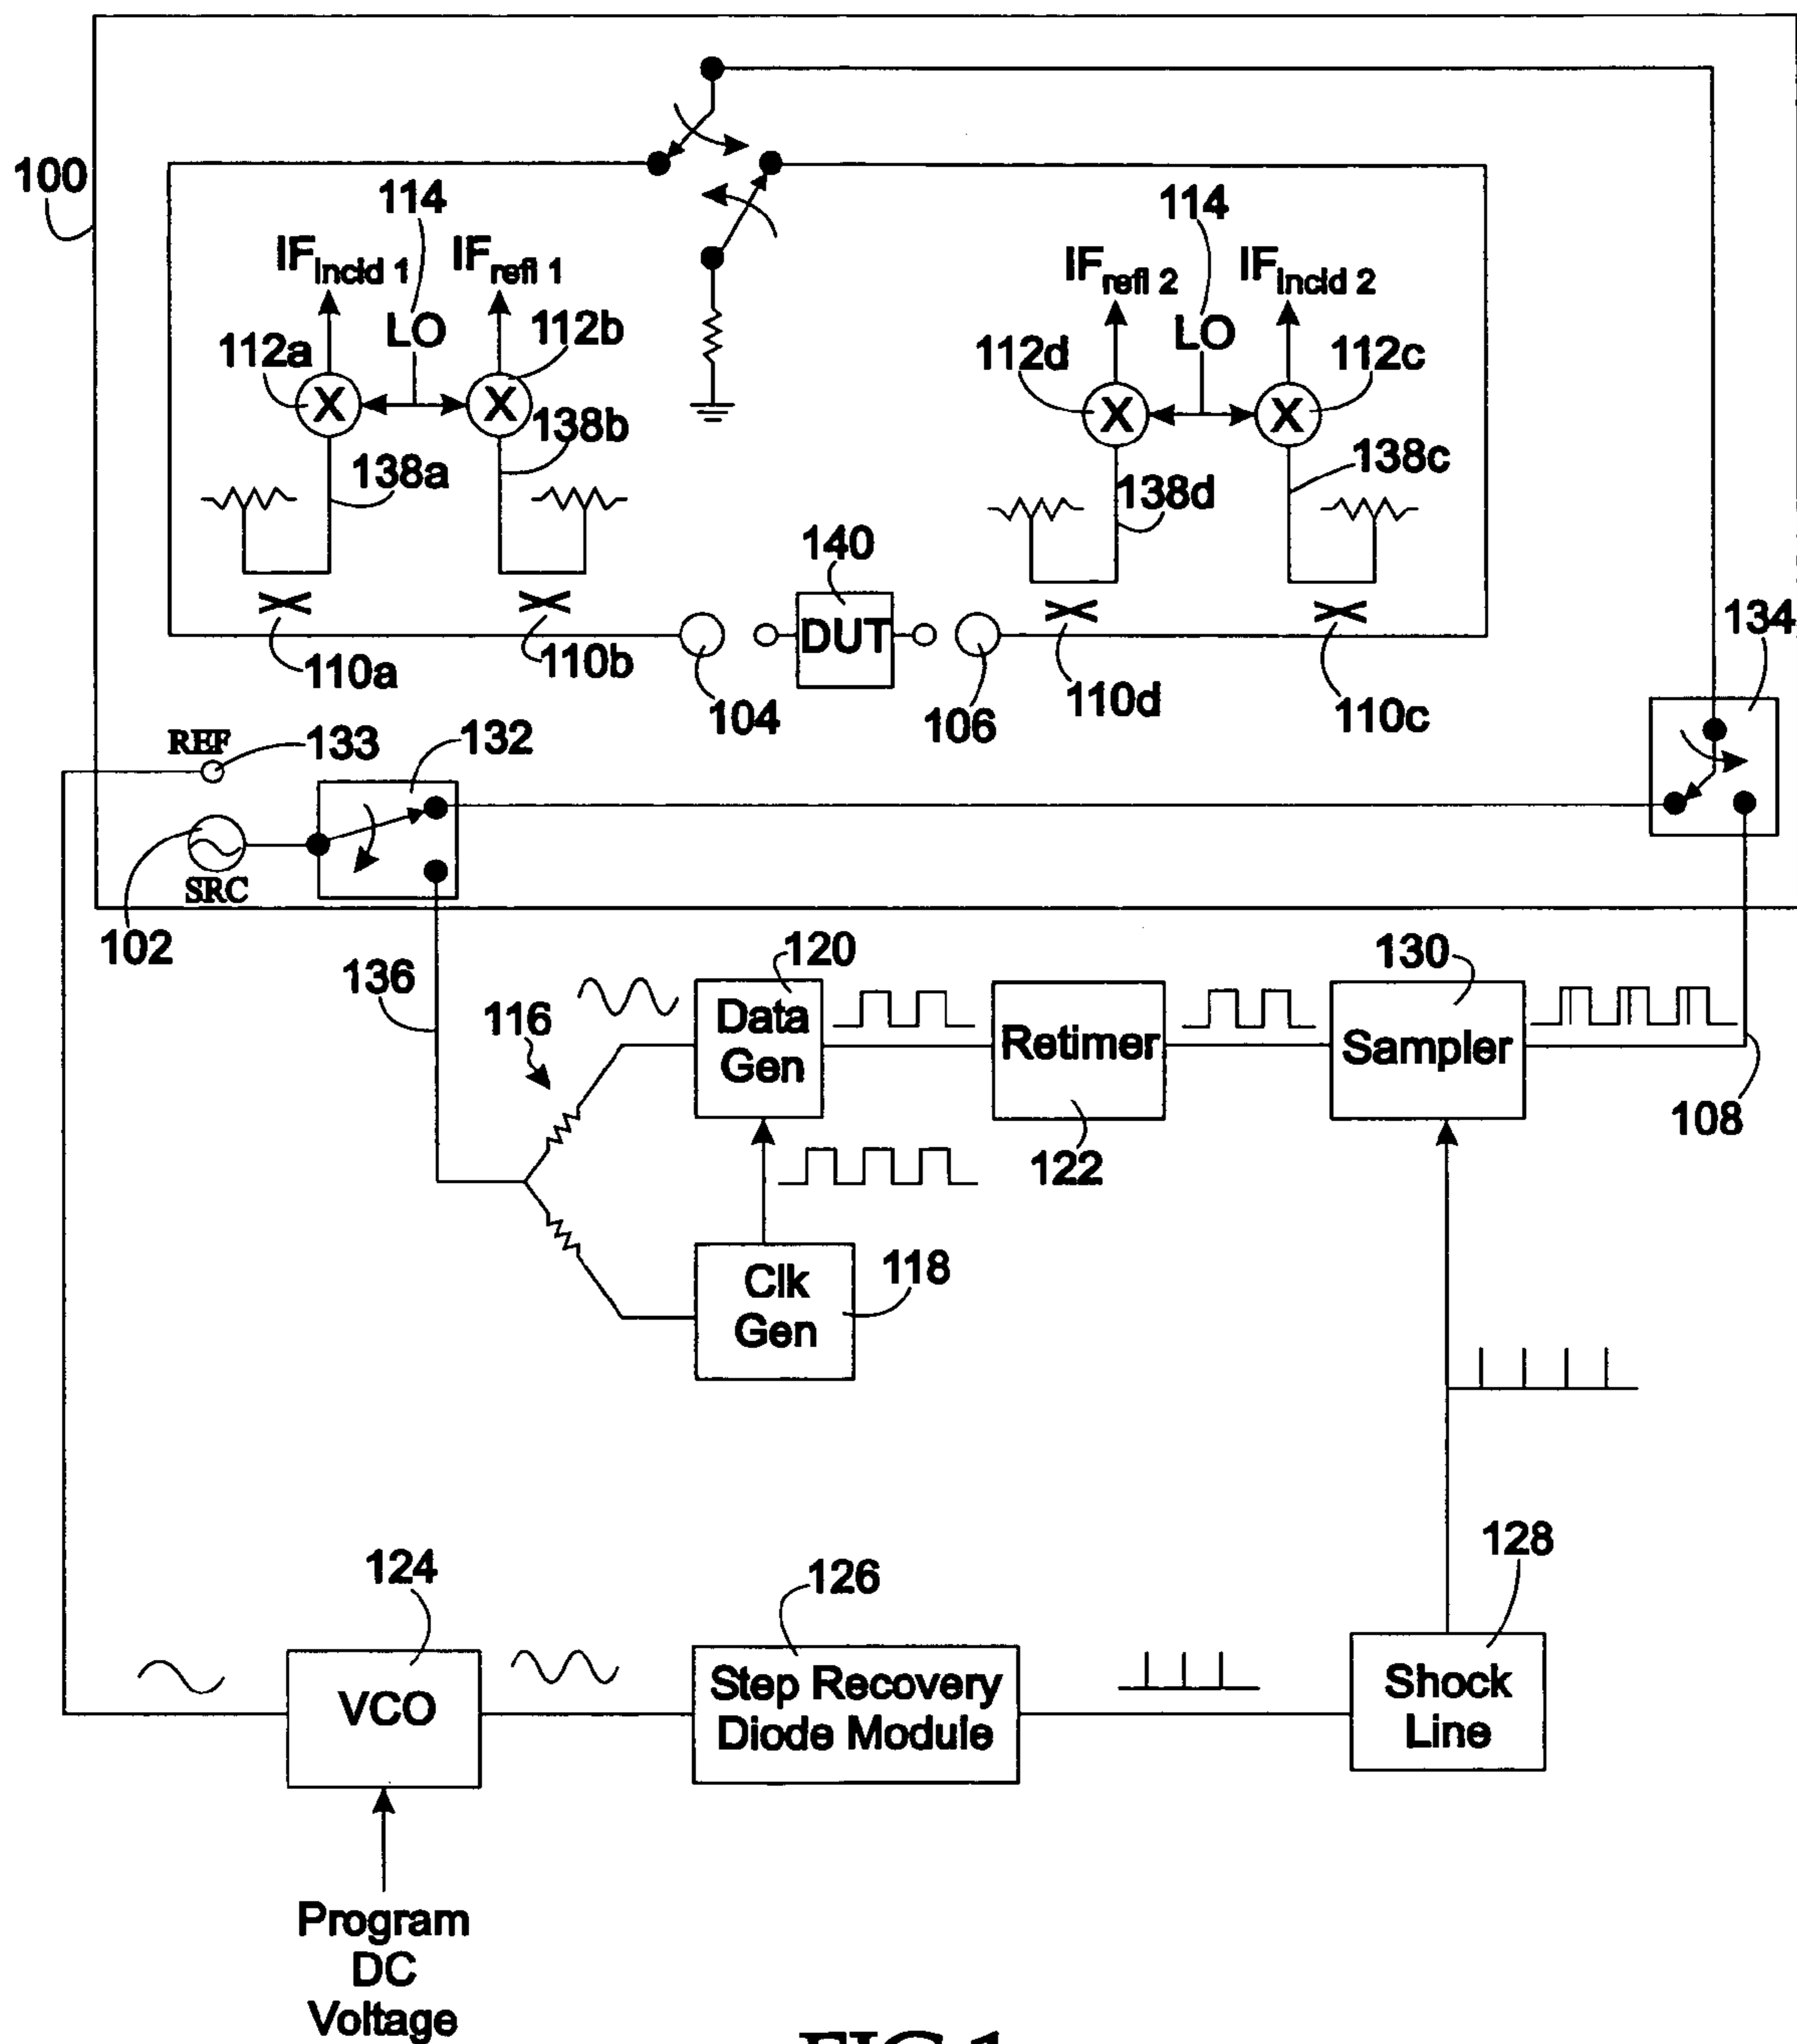 100
114
114
IFincid 1
IFrefl 1
IFrefl 2
IFincid 2
LO
LO
112a
112b
112d
112c
X
X
X
X
138b
138a
138c
138d
140
DUT
134
110a
110b
104
106
110d
110c
REF
133
132
SRC
102
136
116
120
Data
Gen
Retimer
122
130
Sampler
108
Clk
Gen
118
124
VCO
126
Step Recovery
Diode Module
128
Shock
Line
Program
DC
Voltage
FIG.1